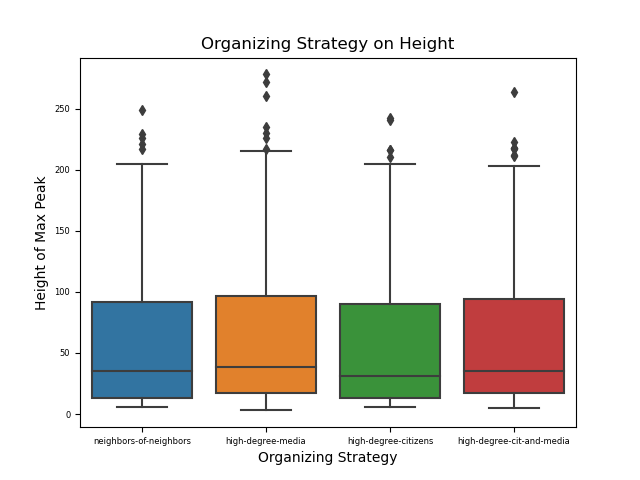 Organizing Strategy on Height
Height of Max Peak
250
200
150
100
50
0
neighbors-of-neighbors high-degree-media high-degree-citizens high-degree-cit-and-media
Organizing Strategy